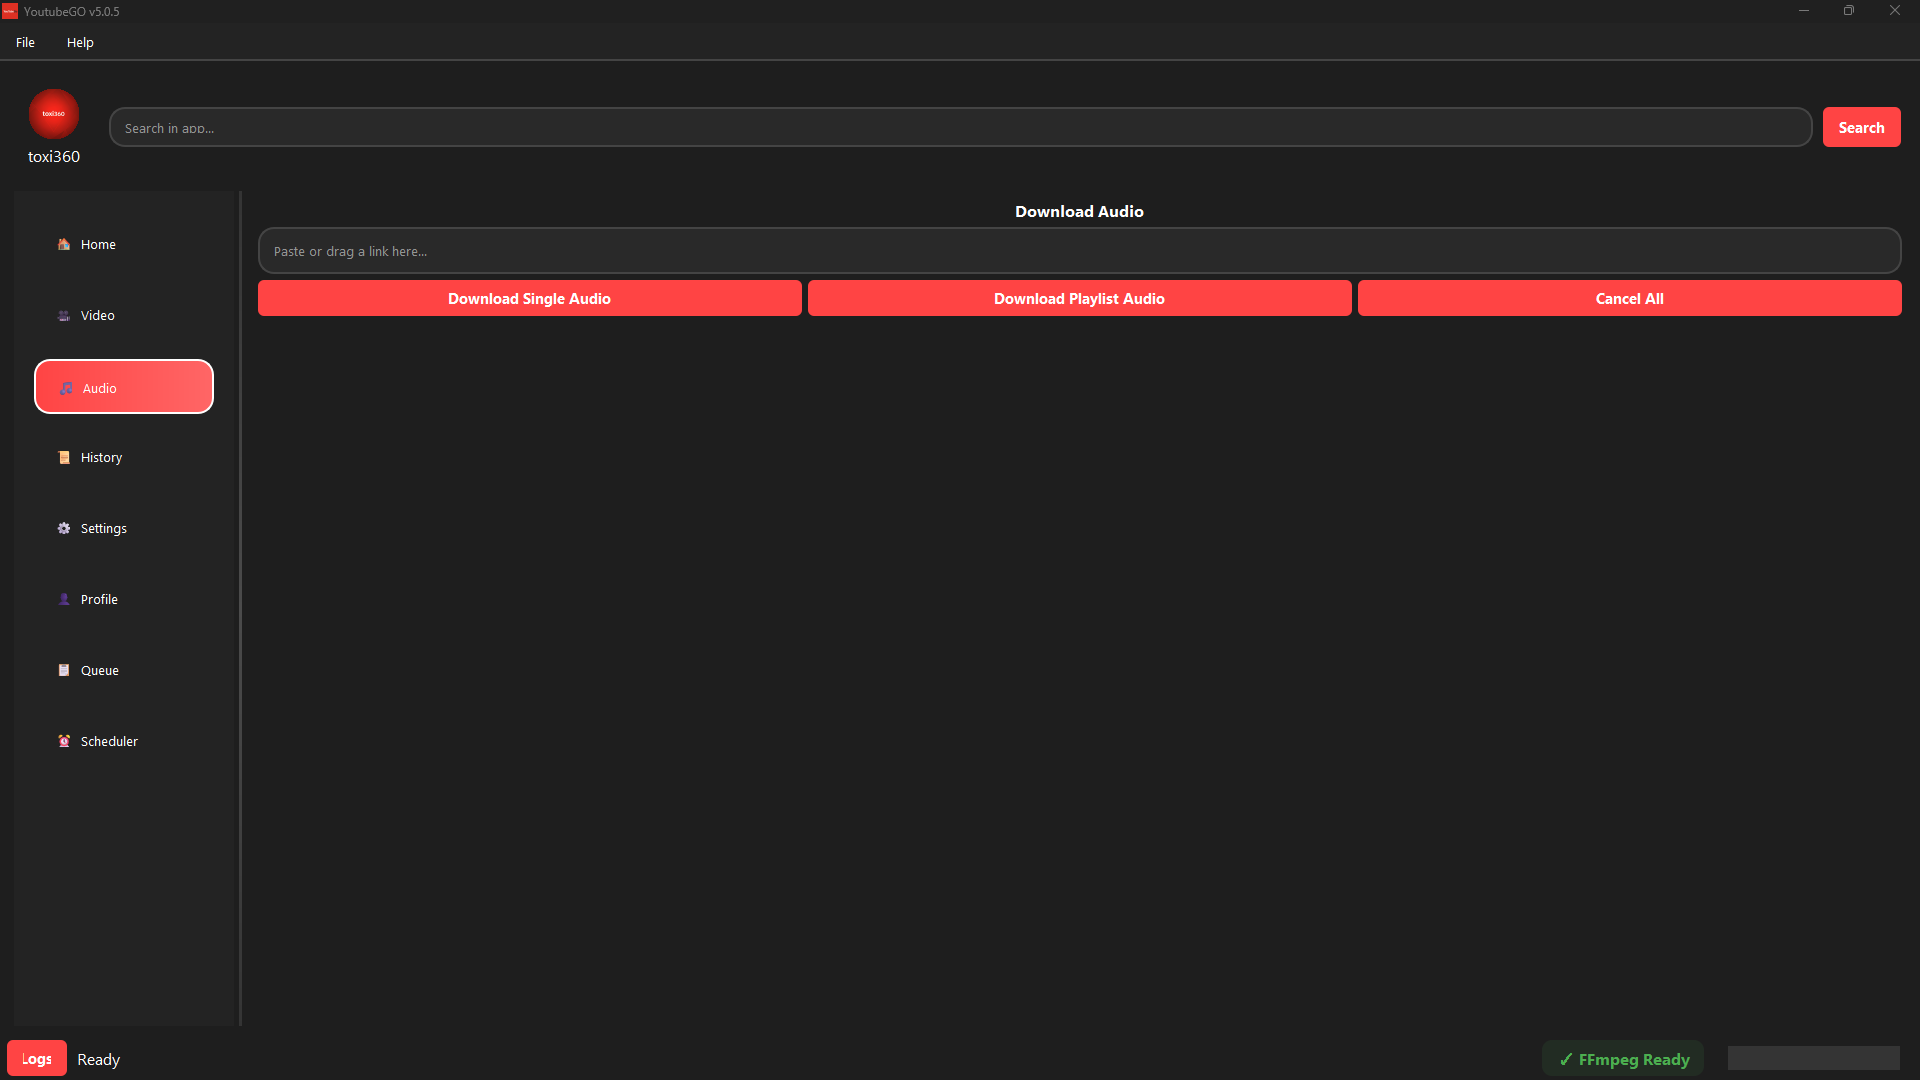 YoutubeGO v5.0.5
File Help
toxi360
Search in app...
Search
toxi360
Home
Video
Audio
History
Settings
Profile
Queue
Scheduler
Download Audio
Paste or drag a link here...
Download Single Audio
Download Playlist Audio
Cancel All
Logs
Ready
✓ FFmpeg Ready